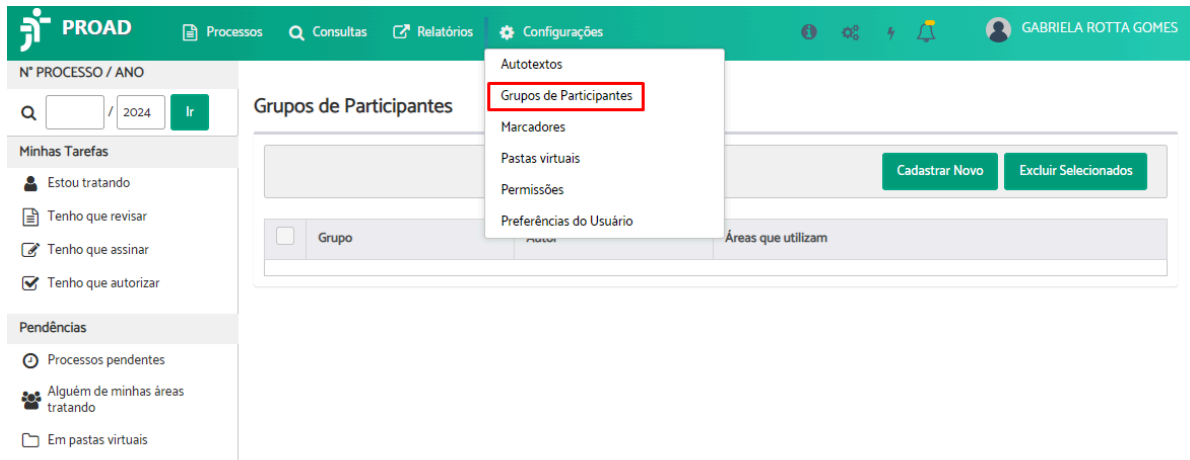 PROAD
Processos
Consultas
Relatórios
Configurações
GABRIELA ROTTA GOMES
Autotextos
Grupos de Participantes
Marcadores
Pastas virtuais
Permissões
Preferências do Usuário
N° PROCESSO / ANO
/ 2024 Ir
Minhas Tarefas
Estou tratando
Tenho que revisar
Tenho que assinar
Tenho que autorizar
Pendências
Processos pendentes
Alguém de minhas áreas
tratando
Em pastas virtuais
Grupos de Participantes
Cadastrar Novo
Excluir Selecionados
Grupo
Autor
Áreas que utilizam